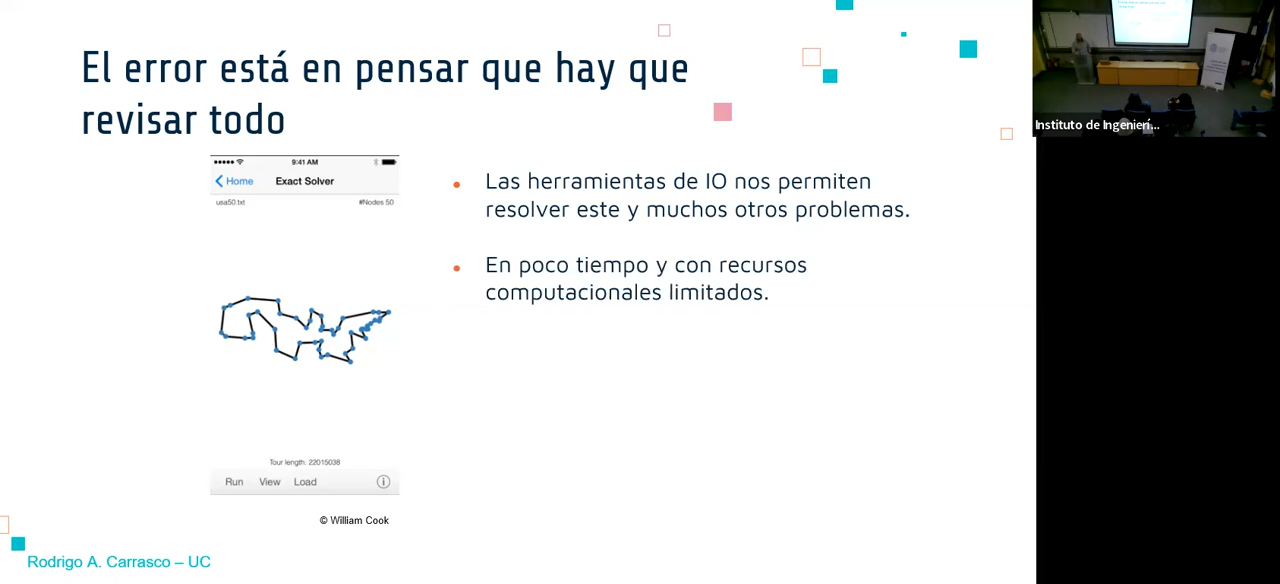 El error está en pensar que hay que
revisar todo
9:41 AM
Home
Exact Solver
usa50.txt
#Nodes 50
Tour length: 22015038
Run View Load
© William Cook
• Las herramientas de IO nos permiten
resolver este y muchos otros problemas.
• En poco tiempo y con recursos
computacionales limitados.
Rodrigo A. Carrasco – UC
Instituto de Ingenierí...